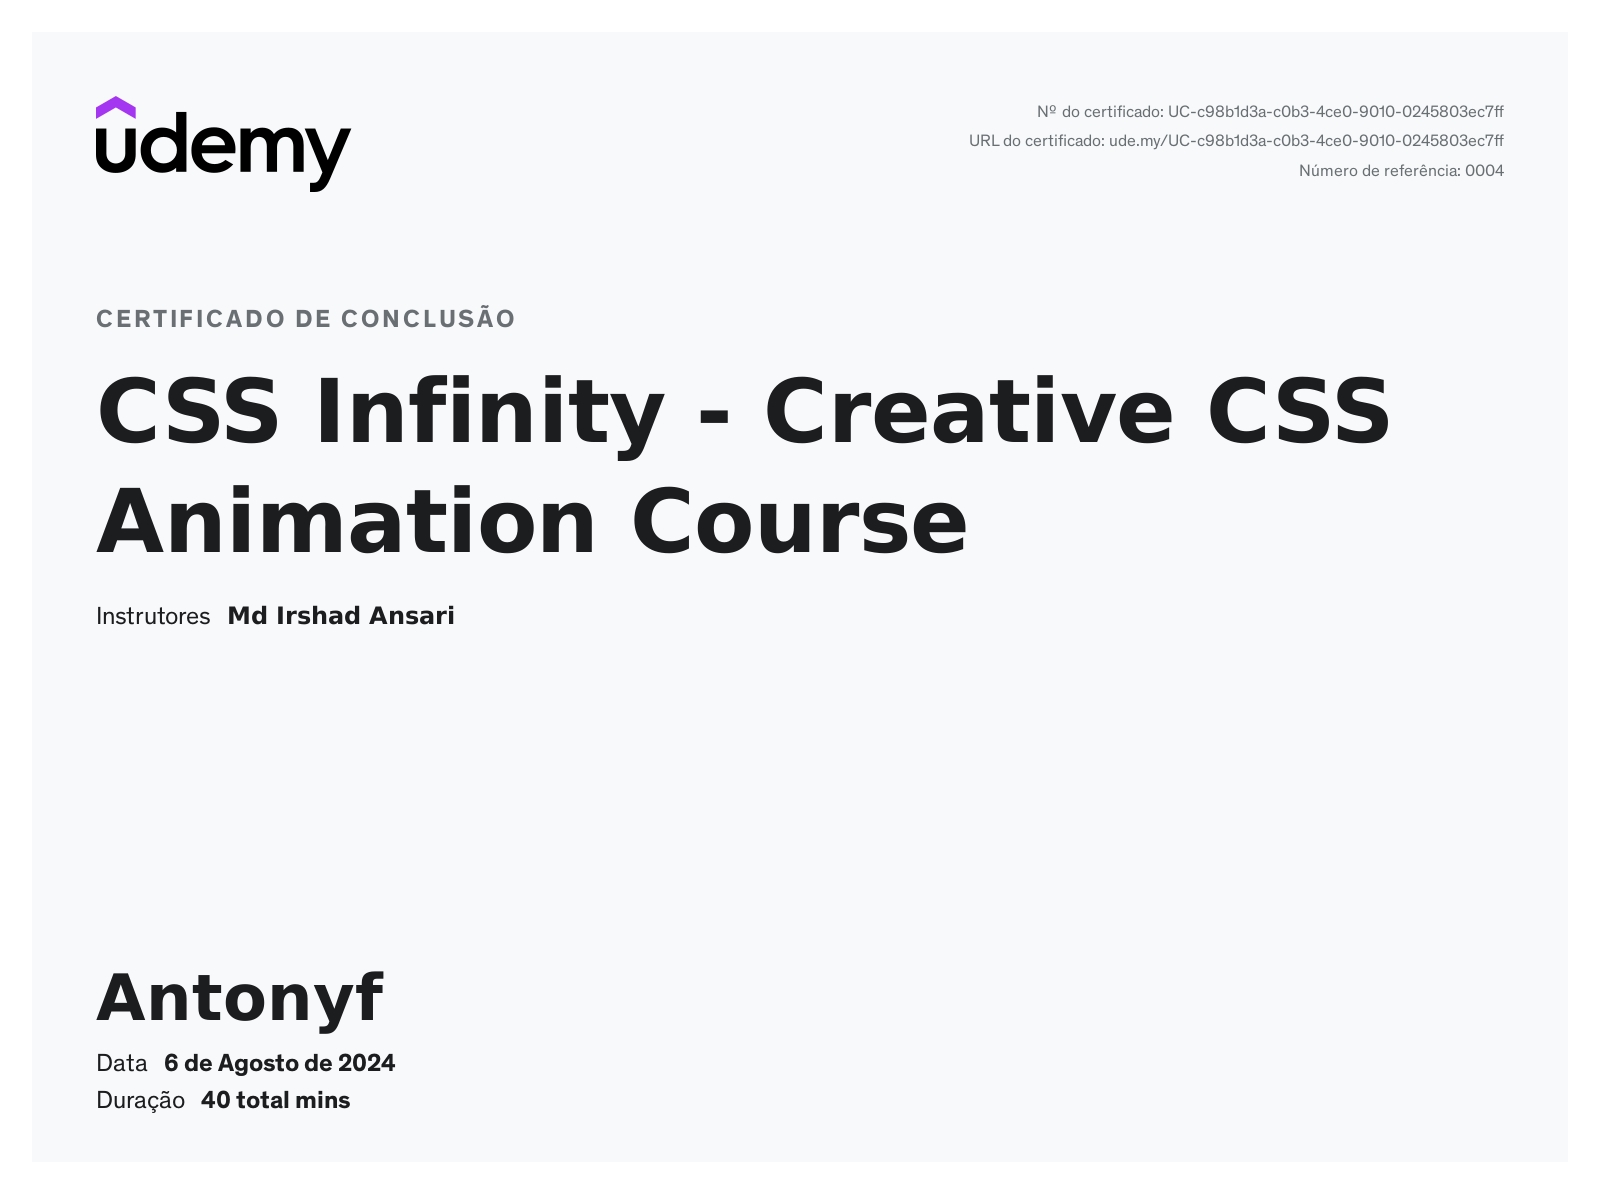 udemy
Nº do certificado: UC-c98b1d3a-c0b3-4ce0-9010-0245803ec7ff
URL do certificado: ude.my/UC-c98b1d3a-c0b3-4ce0-9010-0245803ec7ff
Número de referência: 0004
CERTIFICADO DE CONCLUSÃO
CSS Infinity - Creative CSS
Animation Course
Instrutores Md Irshad Ansari
Antonyf
Data 6 de Agosto de 2024
Duração 40 total mins